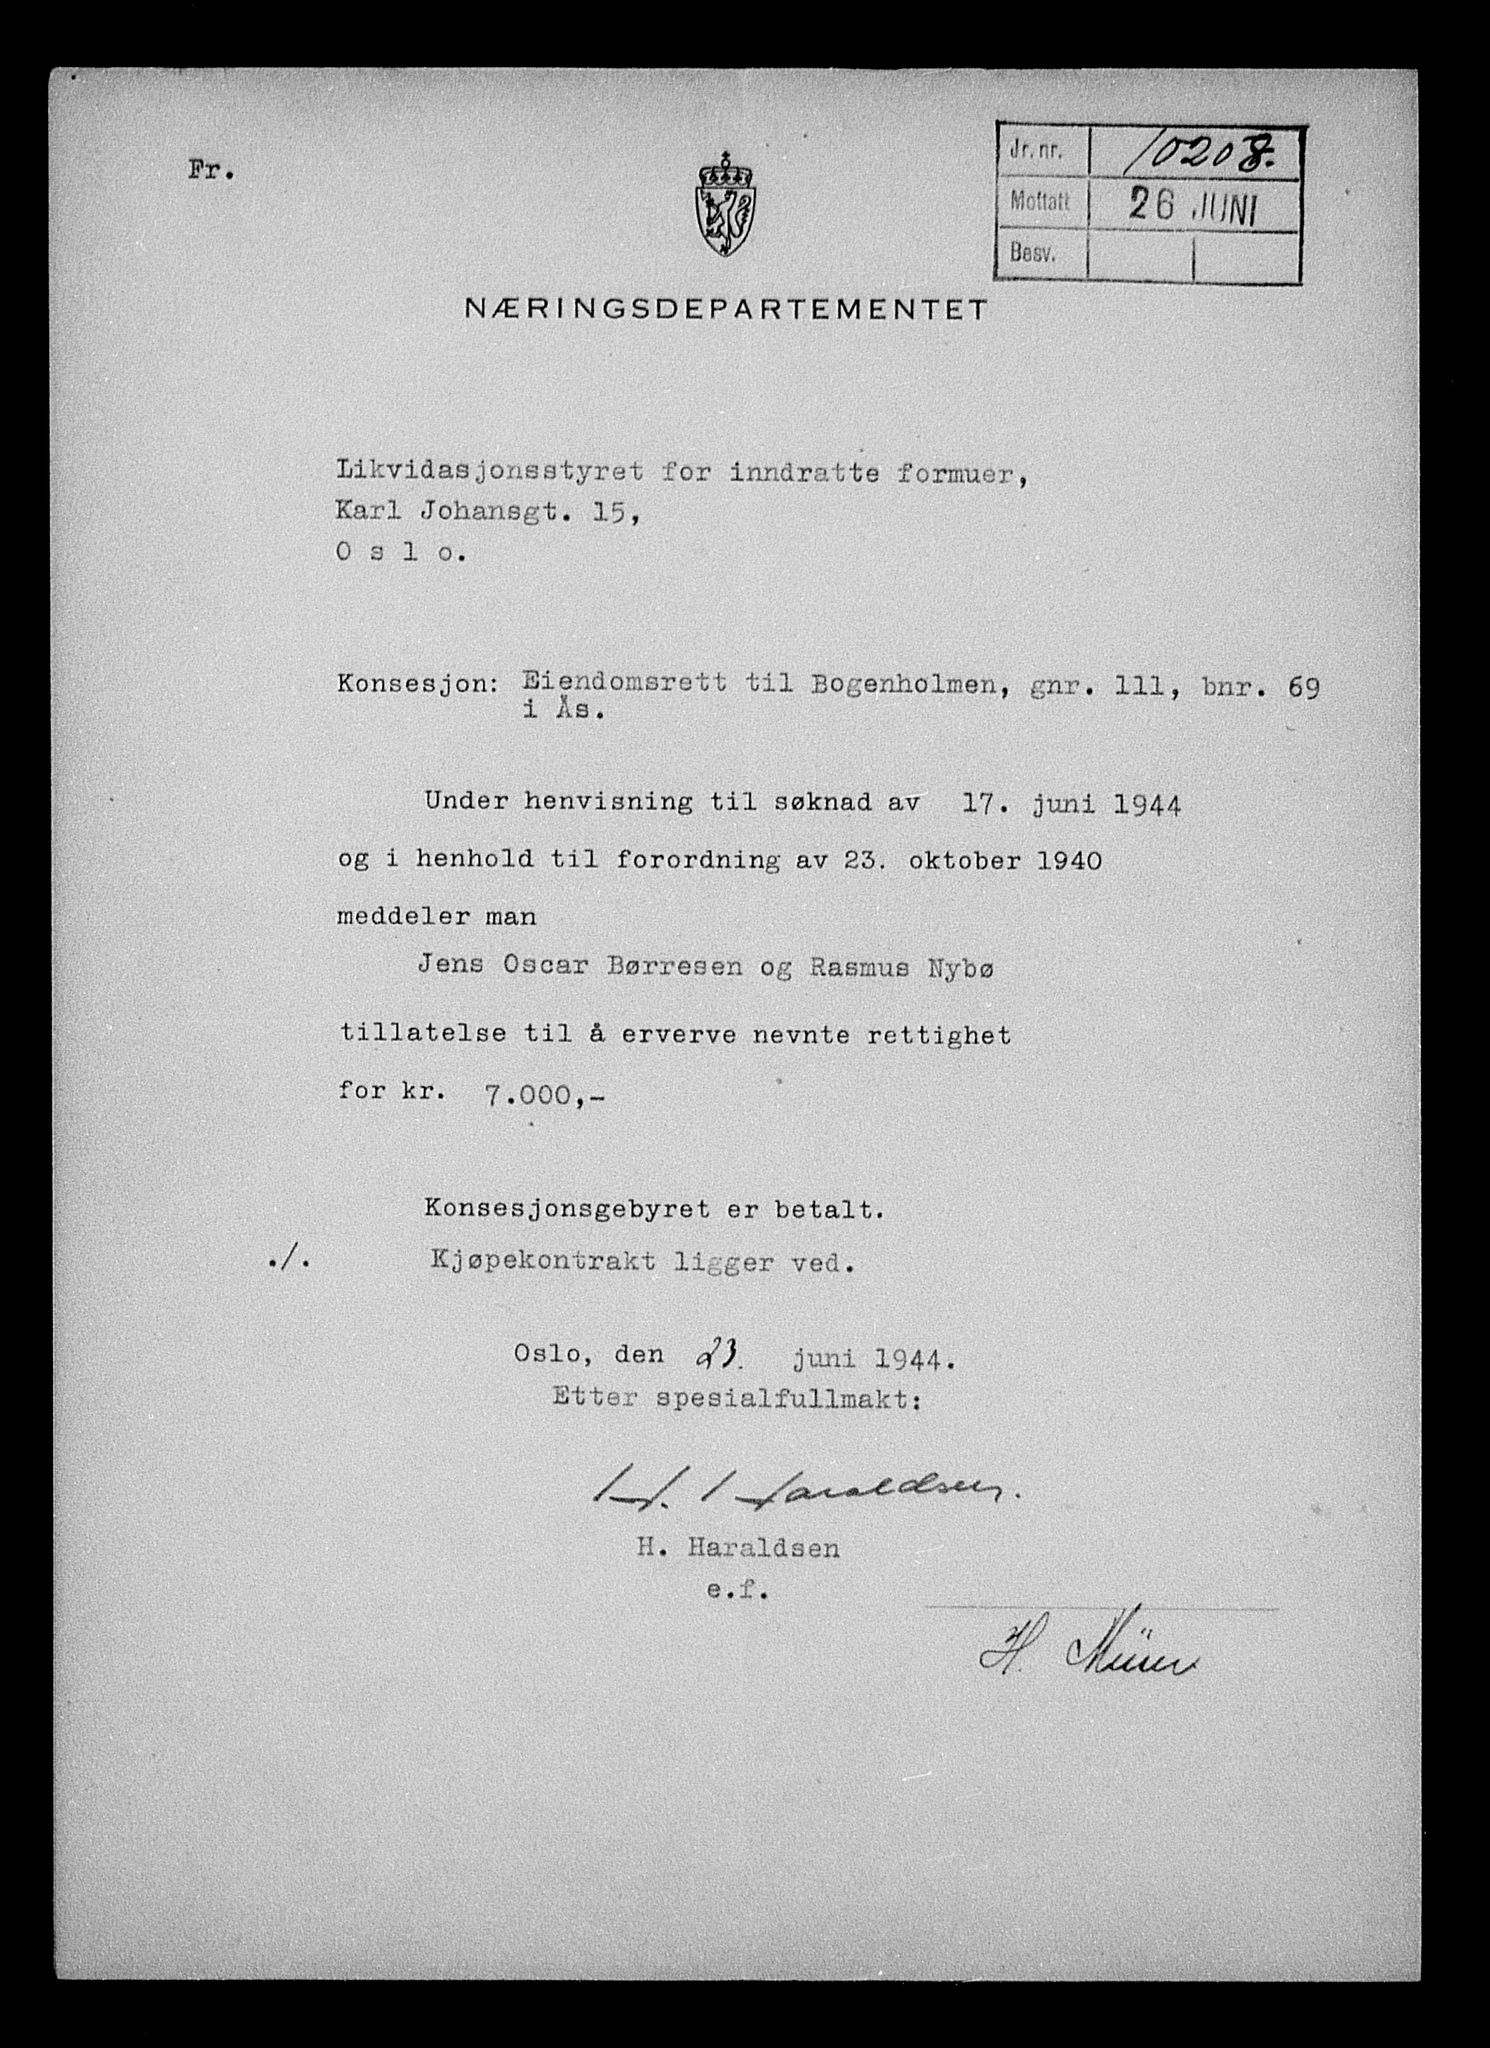 Fr.
Jr. nr. 10208.
Mottatt 26 JUNI
Besv.
NÆRINGSDEPARTEMENTET
Likvidasjonsstyret for inndratte formuer,
Karl Johansgt. 15,
O s l o.
Konsesjon: Eiendomsrett til Bogenholmen, gnr. 111, bnr. 69
i Ås.
Under henvisning til søknad av 17. juni 1944
og i henhold til forordning av 23. oktober 1940
meddeler man
Jens Oscar Børresen og Rasmus Nybø
tillatelse til å erverve nevnte rettighet
for kr. 7.000,-
Konsesjonsgebyret er betalt.
./. Kjøpekontrakt ligger ved.
Oslo, den 23. juni 1944.
Etter spesialfullmakt:
H. Haraldsen.
H. Haraldsen
e.f.
H.